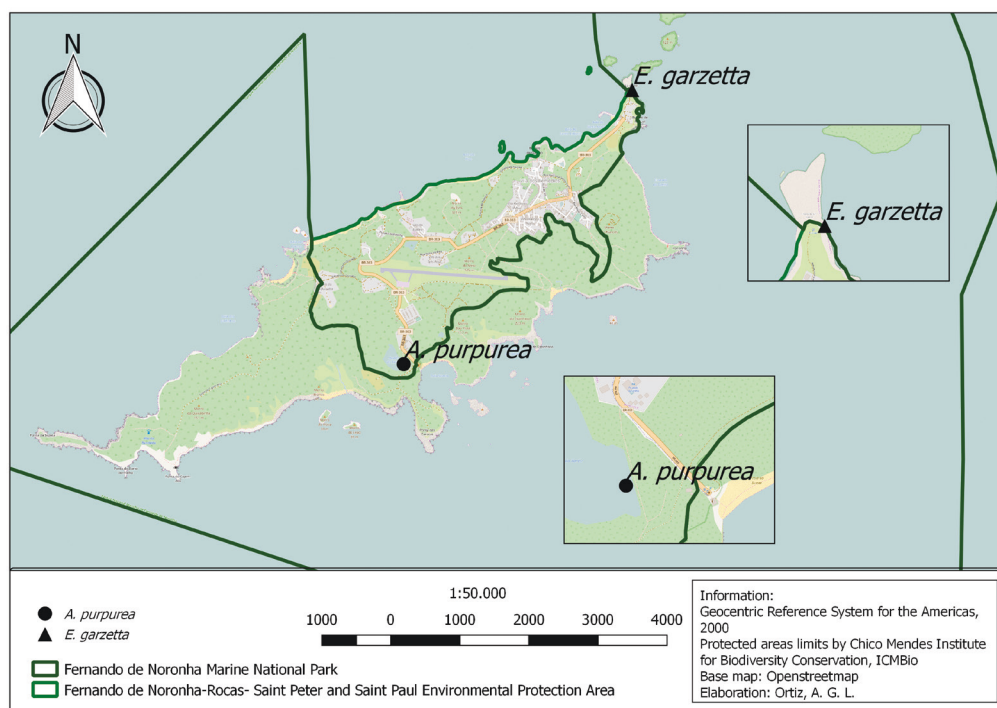 N
E. garzetta
E. garzetta
A. purpurea
A. purpurea
1:50.000
1000 0 1000 2000 3000 4000
A. purpurea
E. garzetta
Fernando de Noronha Marine National Park
Fernando de Noronha-Rocas- Saint Peter and Saint Paul Environmental Protection Area
Information:
Geocentric Reference System for the Americas,
2000
Protected areas limits by Chico Mendes Institute
for Biodiversity Conservation, ICMBio
Base map: Openstreetmap
Elaboration: Ortiz, A. G. L.